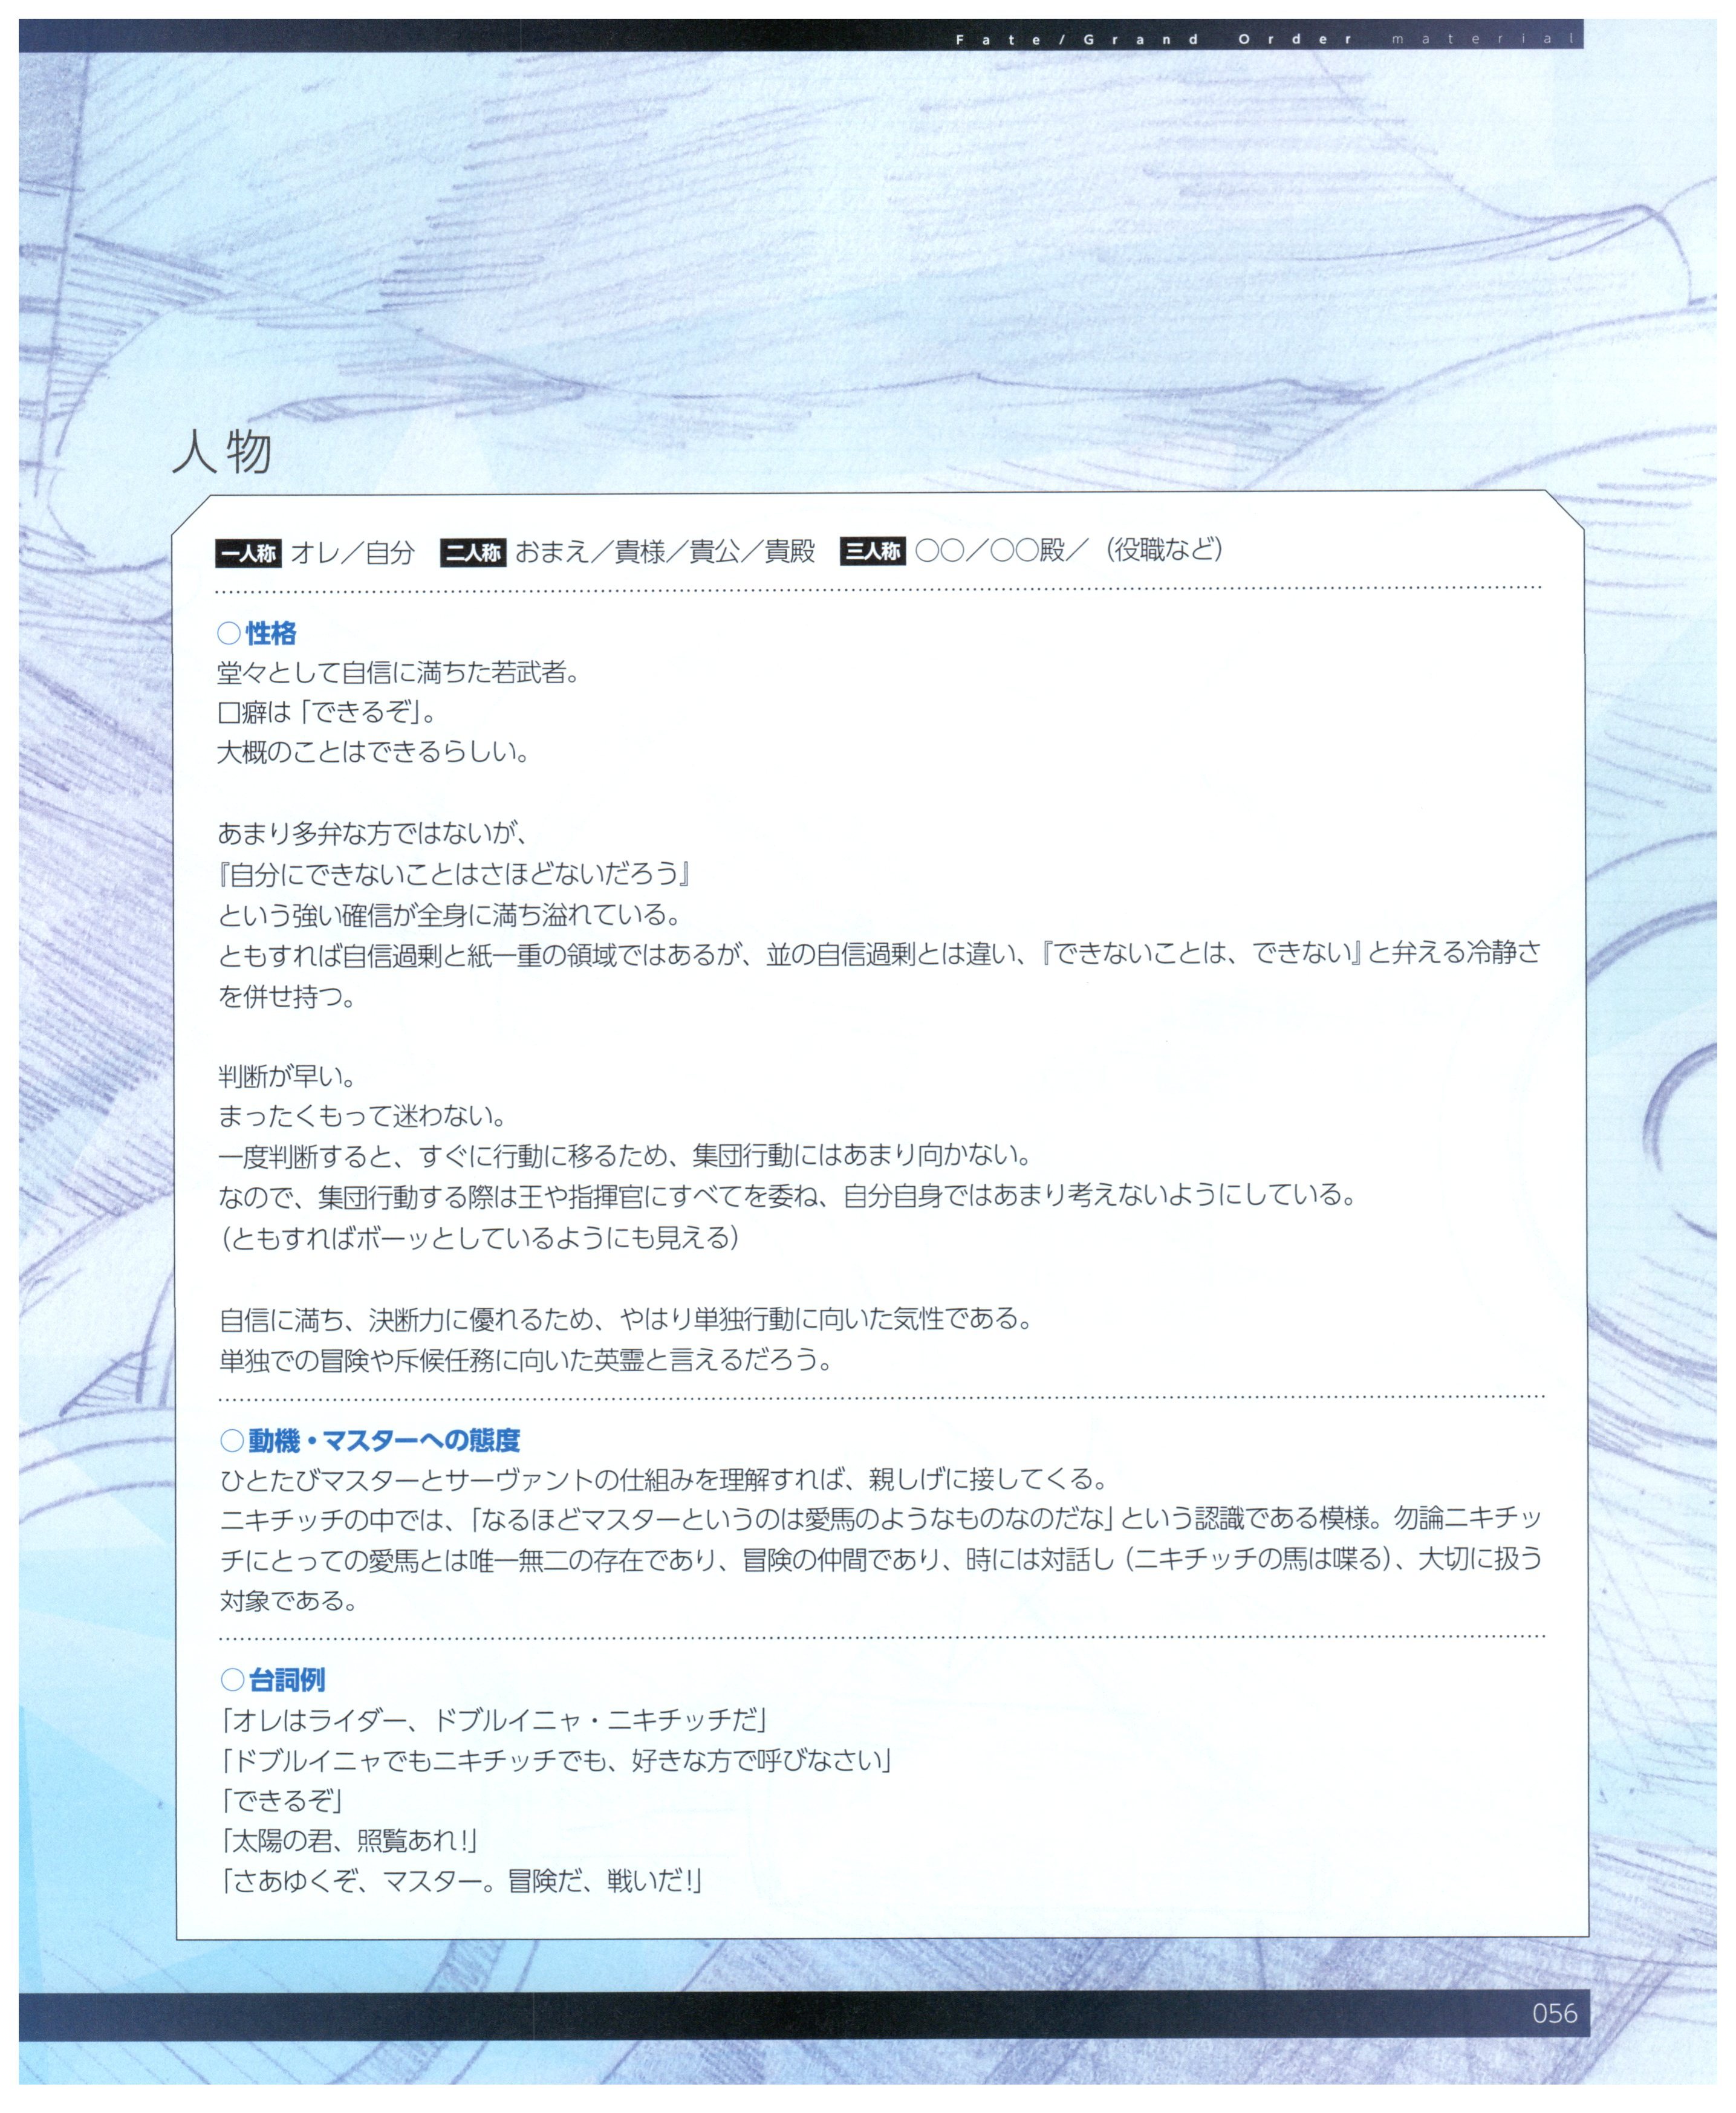 Fate/Grand Order material
人物
一人称 オレ／自分 二人称 おまえ／貴様／貴公／貴殿 三人称 ○○／○○殿／（役職など）
○性格
堂々として自信に満ちた若武者。
口癖は「できるぞ」。
大概のことはできるらしい。
あまり多弁な方ではないが、
『自分にできないことはさほどないだろう』
という強い確信が全身に満ち溢れている。
ともすれば自信過剰と紙一重の領域ではあるが、並の自信過剰とは違い、『できないことは、できない』と弁える冷静さ
を併せ持つ。
判断が早い。
まったくもって迷わない。
一度判断すると、すぐに行動に移るため、集団行動にはあまり向かない。
なので、集団行動する際は王や指揮官にすべてを委ね、自分自身ではあまり考えないようにしている。
（ともすればボーッとしているようにも見える）
自信に満ち、決断力に優れるため、やはり単独行動に向いた気性である。
単独での冒険や斥候任務に向いた英霊と言えるだろう。
○動機・マスターへの態度
ひとたびマスターとサーヴァントの仕組みを理解すれば、親しげに接してくる。
ニキチッチの中では、「なるほどマスターというのは愛馬のようなものなのだな」という認識である模様。勿論ニキチッ
チにとっての愛馬とは唯一無二の存在であり、冒険の仲間であり、時には対話し（ニキチッチの馬は喋る）、大切に扱う
対象である。
○台詞例
「オレはライダー、ドブルイニャ・ニキチッチだ」
「ドブルイニャでもニキチッチでも、好きな方で呼びなさい」
「できるぞ」
「太陽の君、照覧あれ！」
「さあゆくぞ、マスター。冒険だ、戦いだ！」
056